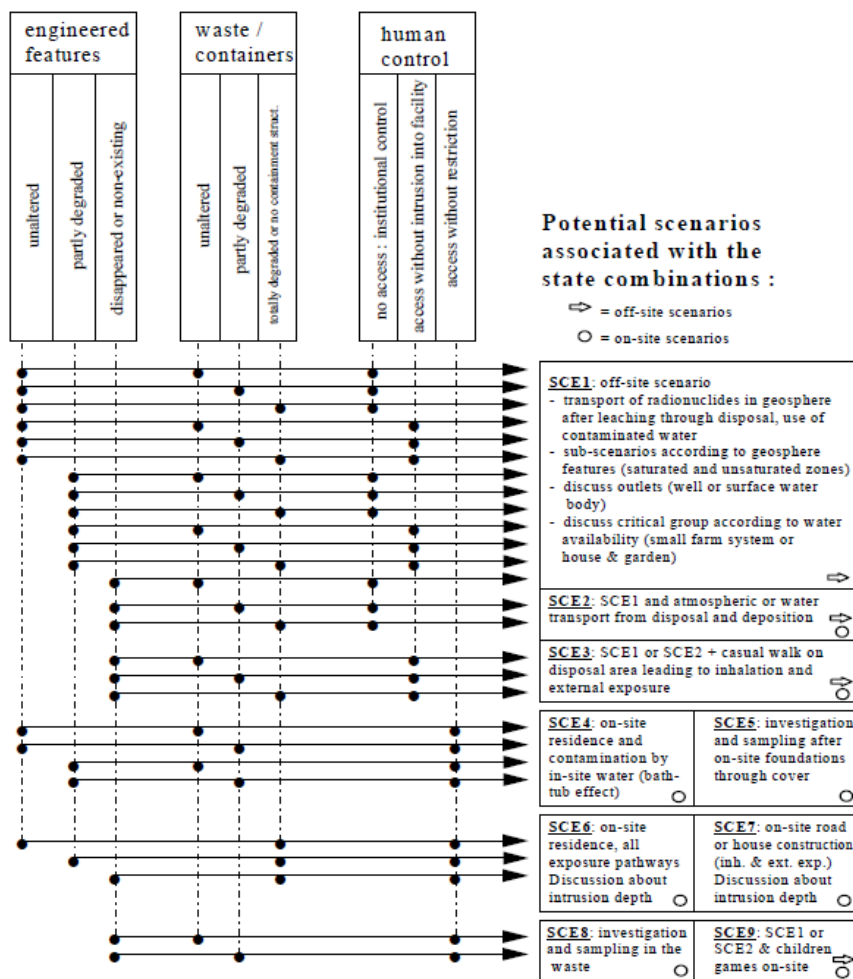 engineered
features
waste /
containers
human
control
unaltered
partly degraded
disappeared or non-existing
unaltered
partly degraded
totally degraded or no containment struct.
no access : institutional control
access without intrusion into facility
access without restriction
Potential scenarios
associated with the
state combinations :
⇨ = off-site scenarios
○ = on-site scenarios
SCE1: off-site scenario
- transport of radionuclides in geosphere
after leaching through disposal, use of
contaminated water
- sub-scenarios according to geosphere
features (saturated and unsaturated zones)
- discuss outlets (well or surface water
body)
- discuss critical group according to water
availability (small farm system or
house & garden)
SCE2: SCE1 and atmospheric or water
transport from disposal and deposition
SCE3: SCE1 or SCE2 + casual walk on
disposal area leading to inhalation and
external exposure
SCE4: on-site
residence and
contamination by
in-site water (bath-
tub effect)
SCE5: investigation
and sampling after
on-site foundations
through cover
SCE6: on-site
residence, all
exposure pathways
Discussion about
intrusion depth
SCE7: on-site road
or house construction
(inh. & ext. exp.)
Discussion about
intrusion depth
SCE8: investigation
and sampling in the
waste
SCE9: SCE1 or
SCE2 & children
games on-site